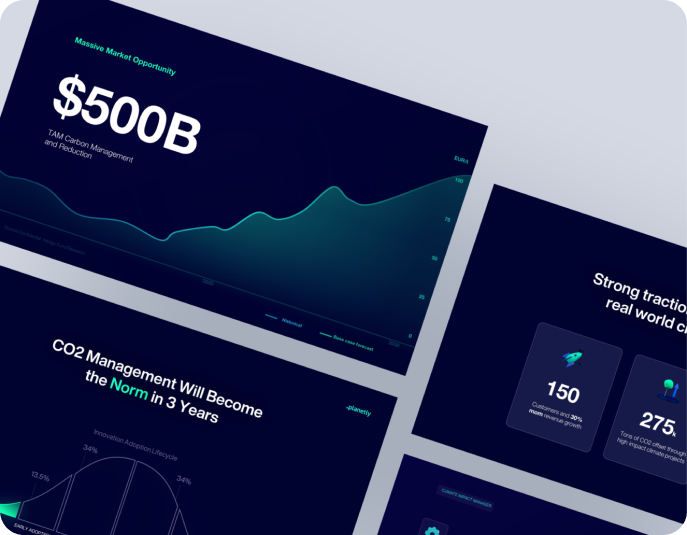 Massive Market Opportunity
$500B
TAM Carbon Management
and Reduction
EUR/t
100
75
50
25
0
2030
Historical
Base case forecast
CO2 Management Will Become
the Norm in 3 Years
planetly
Innovation Adoption Lifecycle
13.5%
34%
34%
EARLY
Strong
real world
150
Customers and 30%
more revenue growth
275k
Tons of CO2 offset through
high impact climate projects
CLIMATE IMPACT MANAGER